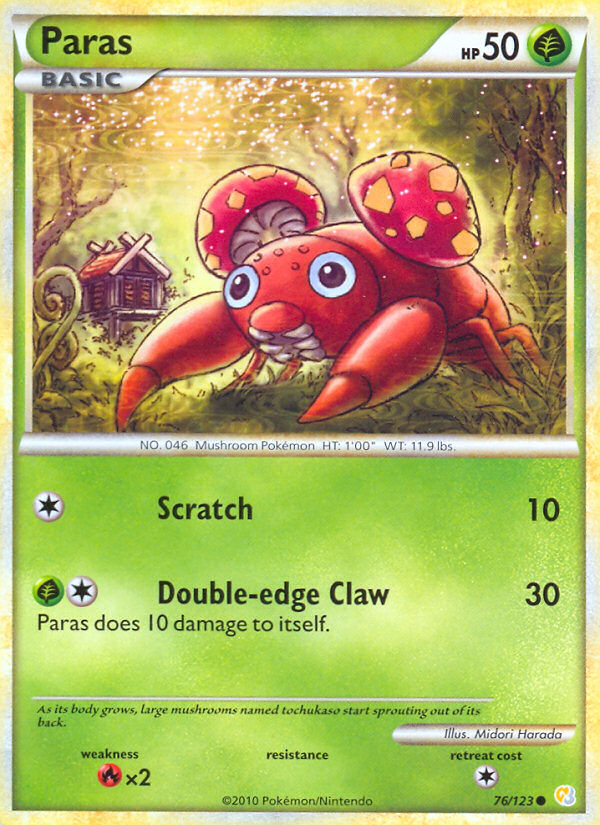 Paras
HP 50
BASIC
NO. 046 Mushroom Pokémon HT: 1'00" WT: 11.9 lbs.
Scratch 10
Double-edge Claw 30
Paras does 10 damage to itself.
As its body grows, large mushrooms named tochukaso start sprouting out of its
back.
Illus. Midori Harada
weakness resistance retreat cost
×2
©2010 Pokémon/Nintendo 76/123